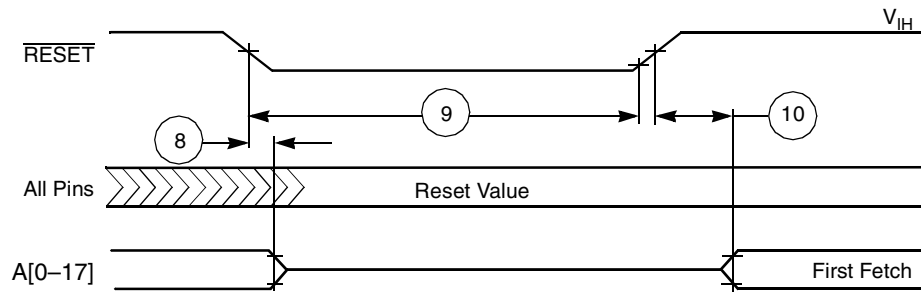 V_IH
RESET
9
10
8
All Pins
Reset Value
A[0–17]
First Fetch